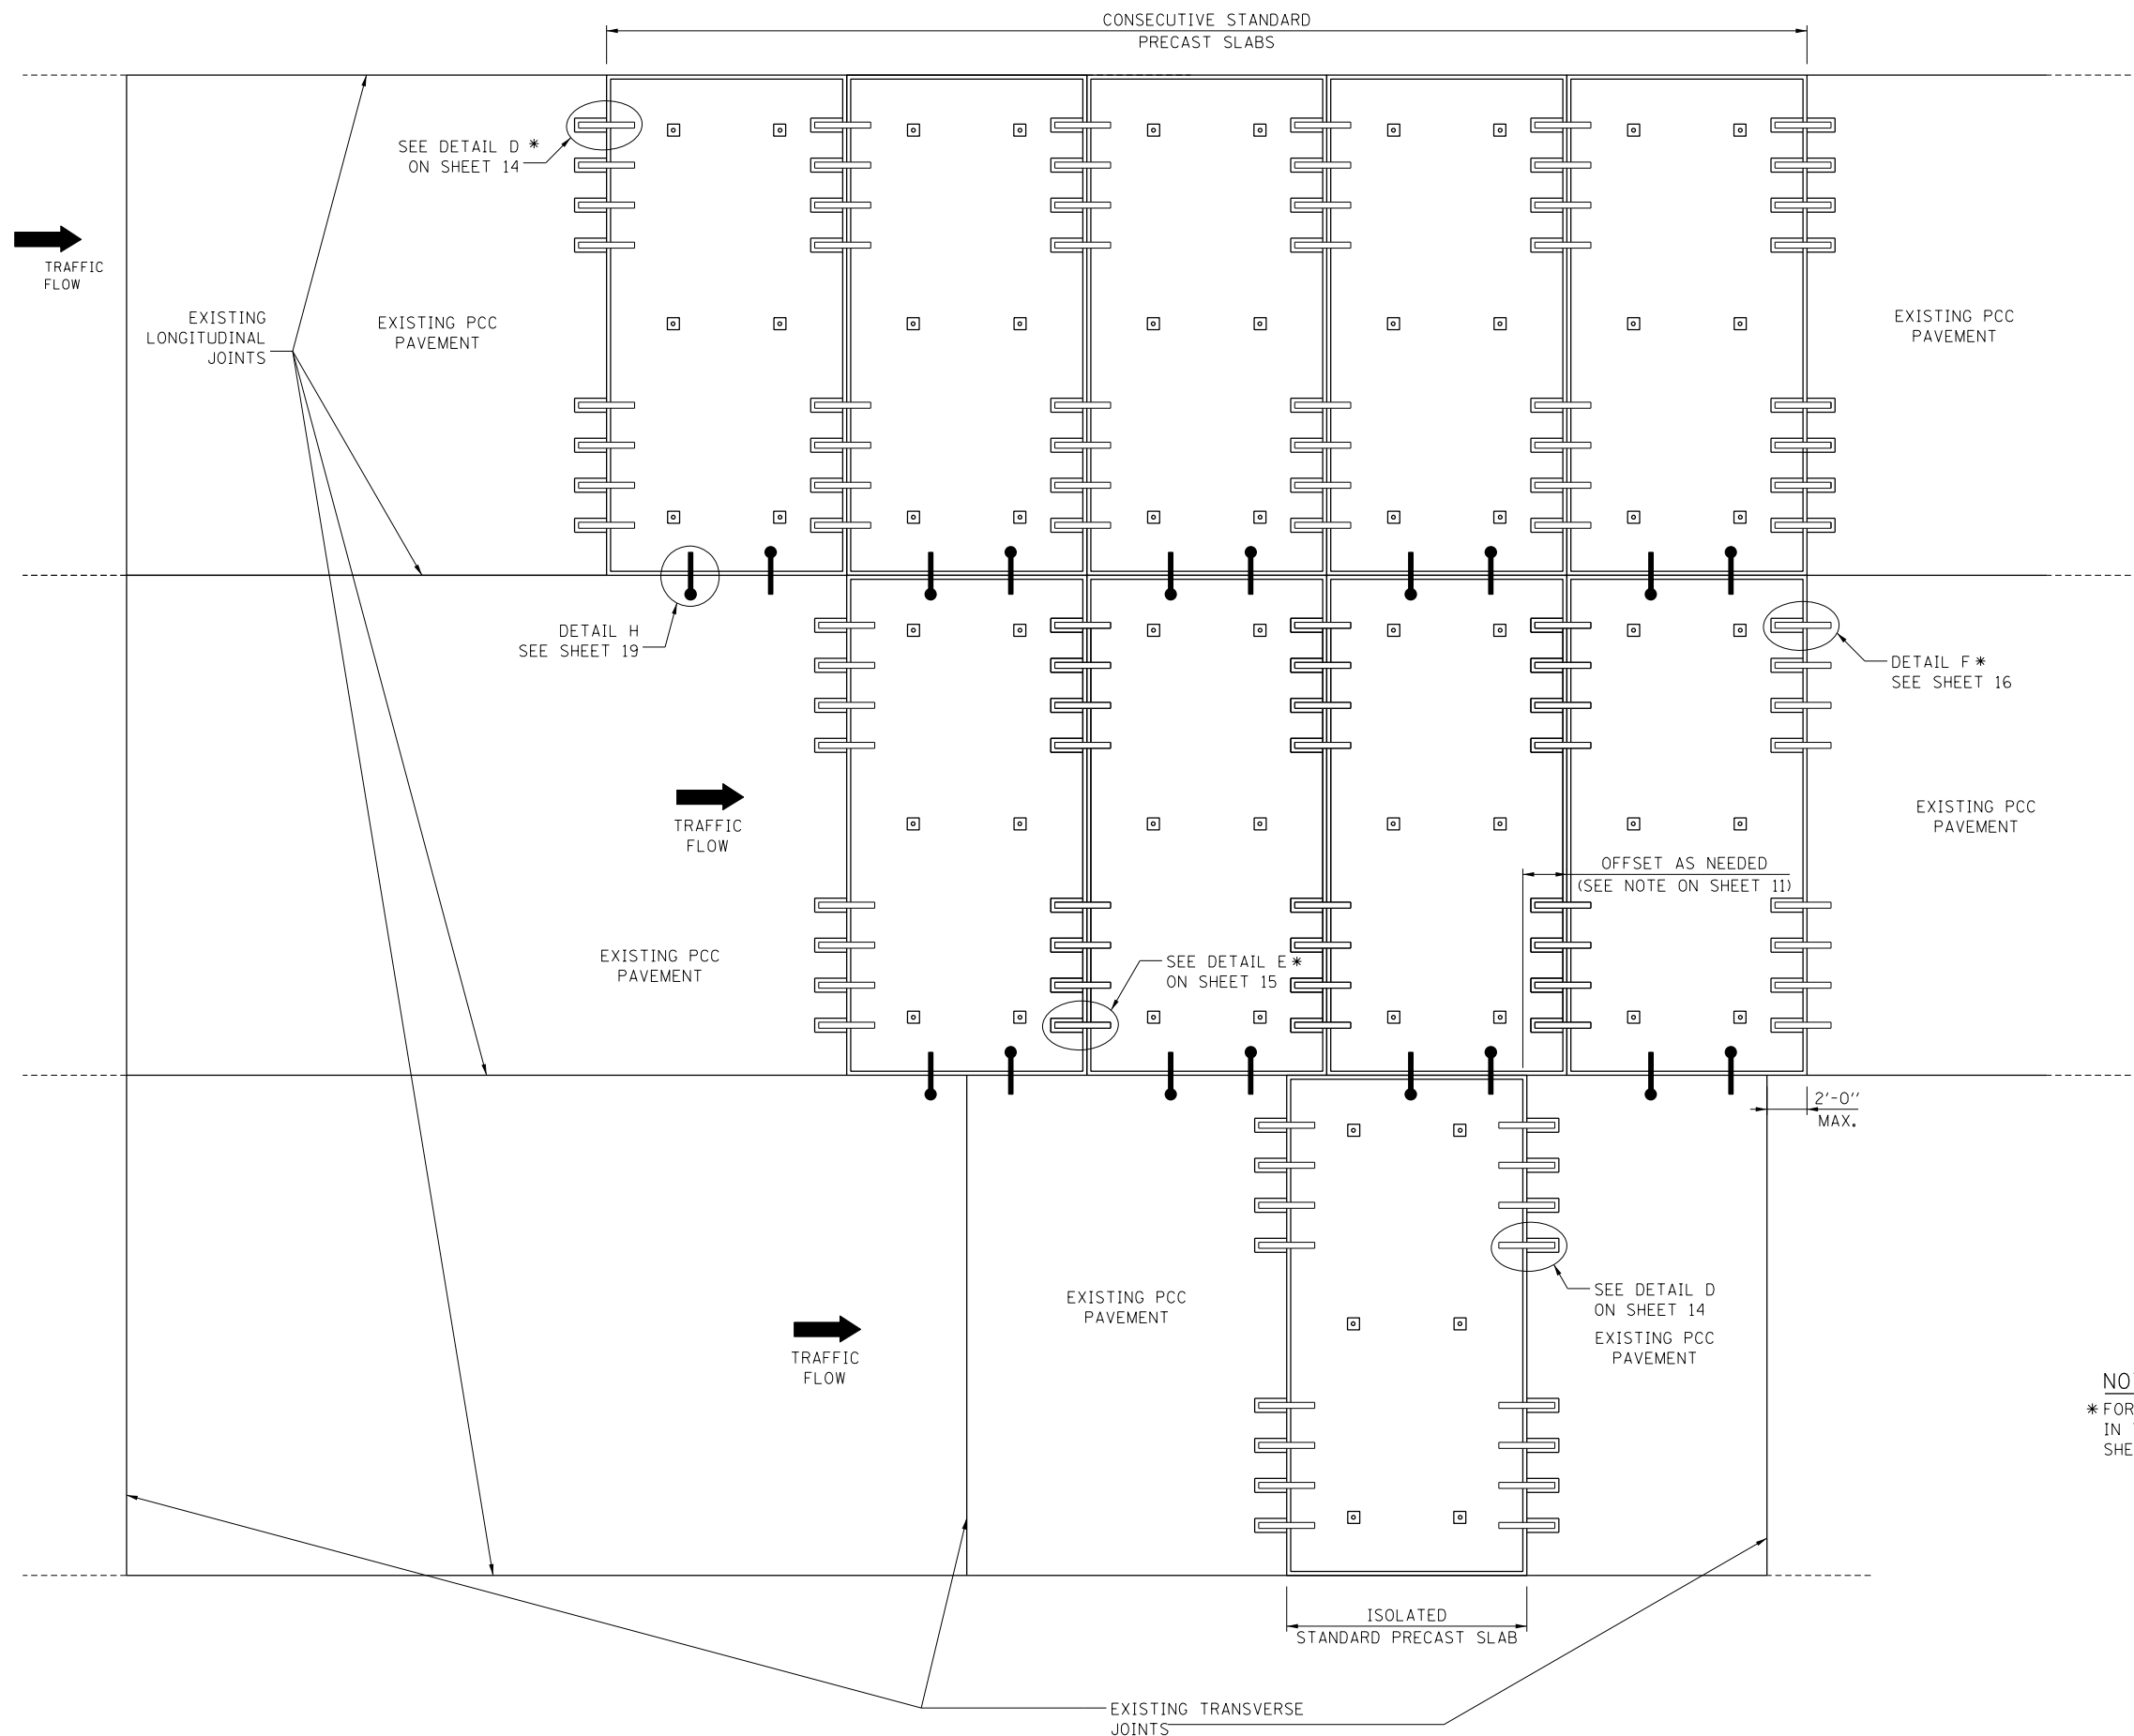 CONSECUTIVE STANDARD
PRECAST SLABS
SEE DETAIL D *
ON SHEET 14
TRAFFIC
FLOW
EXISTING
LONGITUDINAL
JOINTS
EXISTING PCC
PAVEMENT
EXISTING PCC
PAVEMENT
DETAIL H
SEE SHEET 19
DETAIL F *
SEE SHEET 16
TRAFFIC
FLOW
EXISTING PCC
PAVEMENT
OFFSET AS NEEDED
(SEE NOTE ON SHEET 11)
EXISTING PCC
PAVEMENT
SEE DETAIL E *
ON SHEET 15
2'-0"
MAX.
EXISTING PCC
PAVEMENT
SEE DETAIL D
ON SHEET 14
EXISTING PCC
PAVEMENT
TRAFFIC
FLOW
* FOR
IN
ISOLATED
STANDARD PRECAST SLAB
EXISTING TRANSVERSE
JOINTS